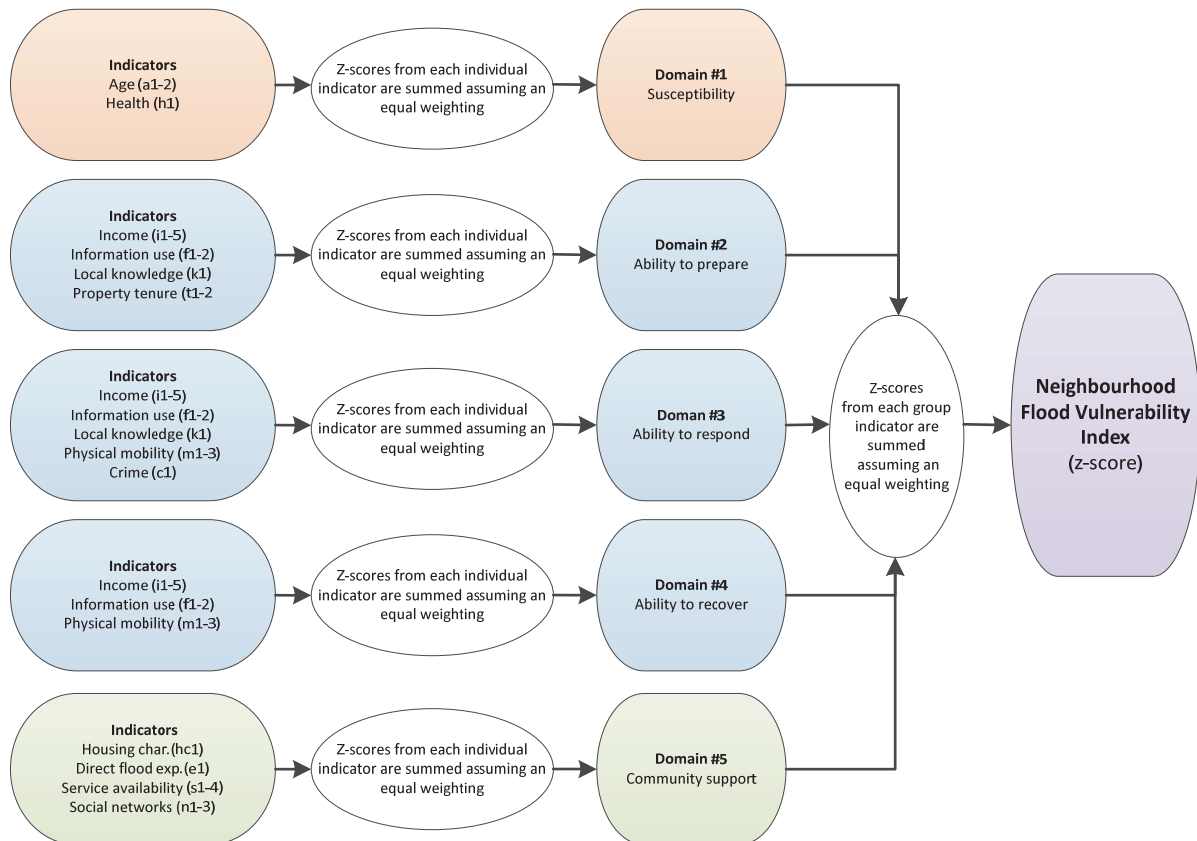 Indicators
Age (a1-2)
Health (h1)
Z-scores from each individual
indicator are summed assuming an
equal weighting
Domain #1
Susceptibility
Indicators
Income (i1-5)
Information use (f1-2)
Local knowledge (k1)
Property tenure (t1-2
Z-scores from each individual
indicator are summed assuming an
equal weighting
Domain #2
Ability to prepare
Indicators
Income (i1-5)
Information use (f1-2)
Local knowledge (k1)
Physical mobility (m1-3)
Crime (c1)
Z-scores from each individual
indicator are summed assuming an
equal weighting
Doman #3
Ability to respond
Indicators
Income (i1-5)
Information use (f1-2)
Physical mobility (m1-3)
Z-scores from each individual
indicator are summed assuming an
equal weighting
Domain #4
Ability to recover
Indicators
Housing char.(hc1)
Direct flood exp.(e1)
Service availability (s1-4)
Social networks (n1-3)
Z-scores from each individual
indicator are summed assuming an
equal weighting
Domain #5
Community support
Z-scores
from each group
indicator are
summed
assuming an
equal weighting
Neighbourhood
Flood Vulnerability
Index
(z-score)